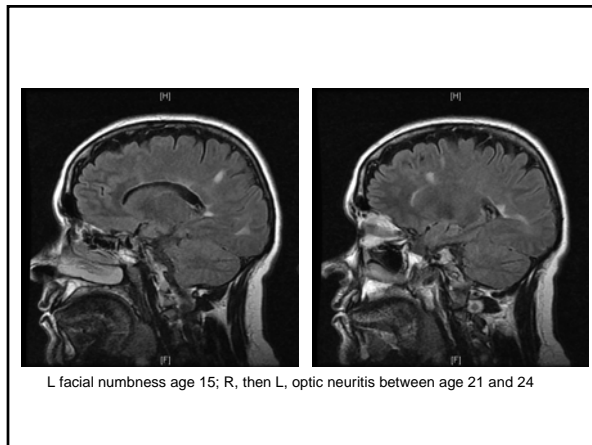 [H]
[H]
[F]
[F]
L facial numbness age 15; R, then L, optic neuritis between age 21 and 24